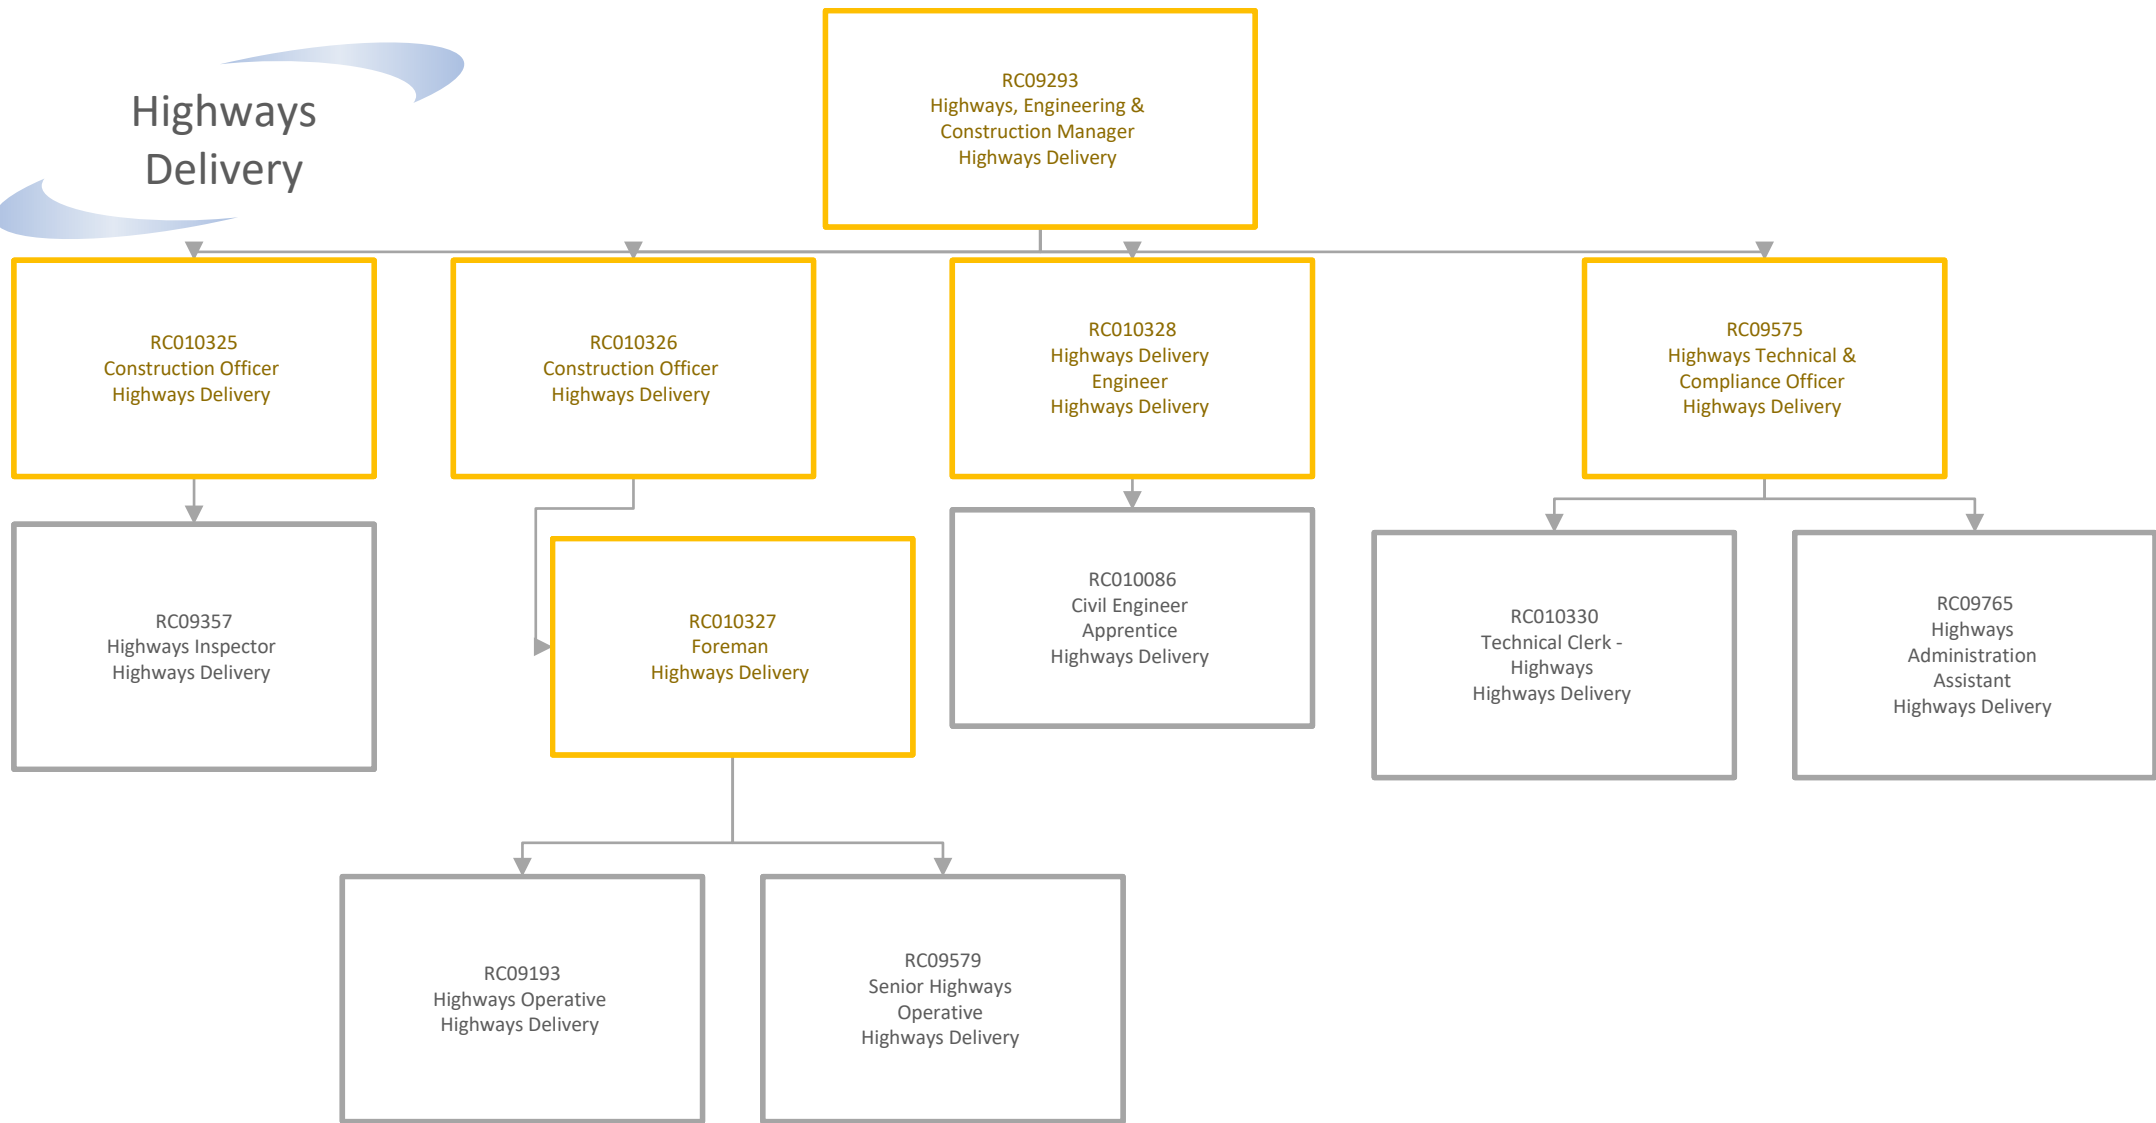 Highways
Delivery
RC09293
Highways, Engineering &
Construction Manager
Highways Delivery
RC010325
Construction Officer
Highways Delivery
RC010326
Construction Officer
Highways Delivery
RC010328
Highways Delivery
Engineer
Highways Delivery
RC09575
Highways Technical &
Compliance Officer
Highways Delivery
RC09357
Highways Inspector
Highways Delivery
RC010327
Foreman
Highways Delivery
RC010086
Civil Engineer
Apprentice
Highways Delivery
RC010330
Technical Clerk -
Highways
Highways Delivery
RC09765
Highways
Administration
Assistant
Highways Delivery
RC09193
Highways Operative
Highways Delivery
RC09579
Senior Highways
Operative
Highways Delivery